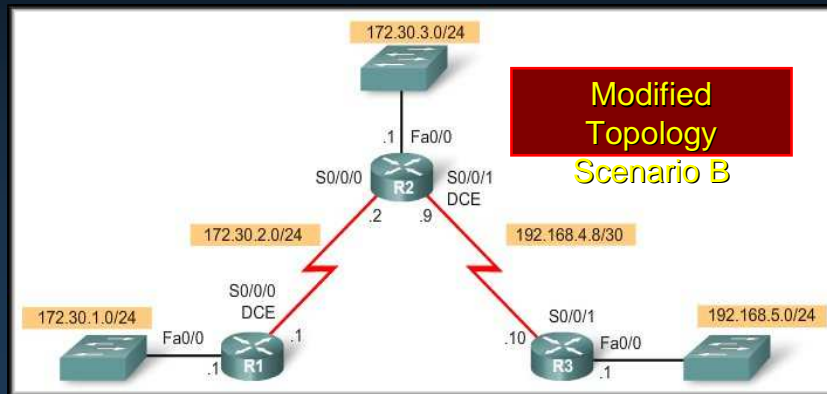 172.30.3.0/24
Modified
Topology
Scenario B
.1 Fa0/0
S0/0/0 R2 S0/0/1
DCE
.2 .9
172.30.2.0/24 192.168.4.8/30
S0/0/0
DCE
S0/0/1
172.30.1.0/24 192.168.5.0/24
Fa0/0 .1 .10 Fa0/0
.1 R1 R3 .1